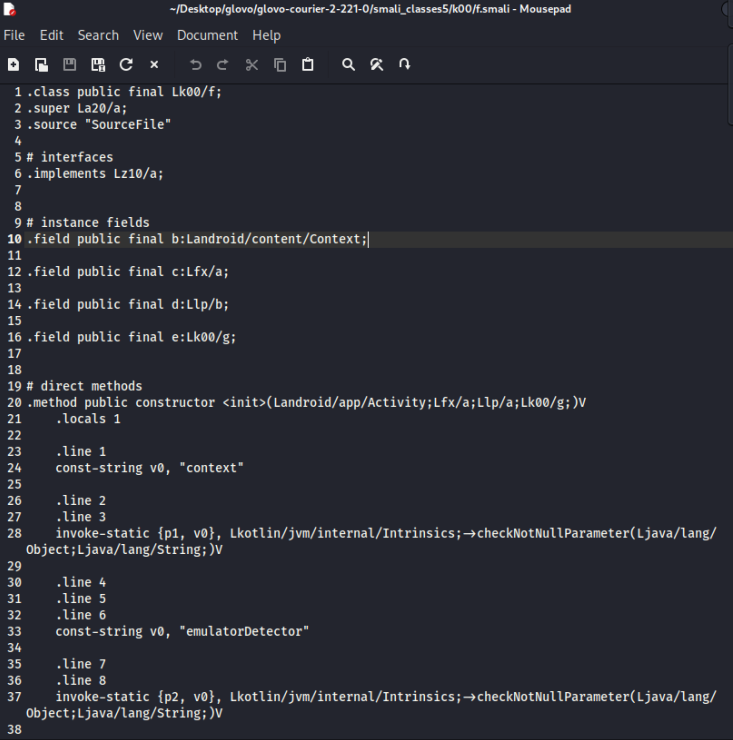 ~/Desktop/glovo/glovo-courier-2-221-0/smali_classes5/k00/f.smali - Mousepad
File Edit Search View Document Help
1 .class public final Lk00/f;
2 .super La20/a;
3 .source "SourceFile"
4
5 # interfaces
6 .implements Lz10/a;
7
8
9 # instance fields
10 .field public final b:Landroid/content/Context;
11
12 .field public final c:Lfx/a;
13
14 .field public final d:Llp/b;
15
16 .field public final e:Lk00/g;
17
18
19 # direct methods
20 .method public constructor <init>(Landroid/app/Activity;Lfx/a;Llp/a;Lk00/g;)V
21 .locals 1
22
23 .line 1
24 const-string v0, "context"
25
26 .line 2
27 .line 3
28 invoke-static {p1, v0}, Lkotlin/jvm/internal/Intrinsics;->checkNotNullParameter(Ljava/lang/
Object;Ljava/lang/String;)V
29
30 .line 4
31 .line 5
32 .line 6
33 const-string v0, "emulatorDetector"
34
35 .line 7
36 .line 8
37 invoke-static {p2, v0}, Lkotlin/jvm/internal/Intrinsics;->checkNotNullParameter(Ljava/lang/
Object;Ljava/lang/String;)V
38